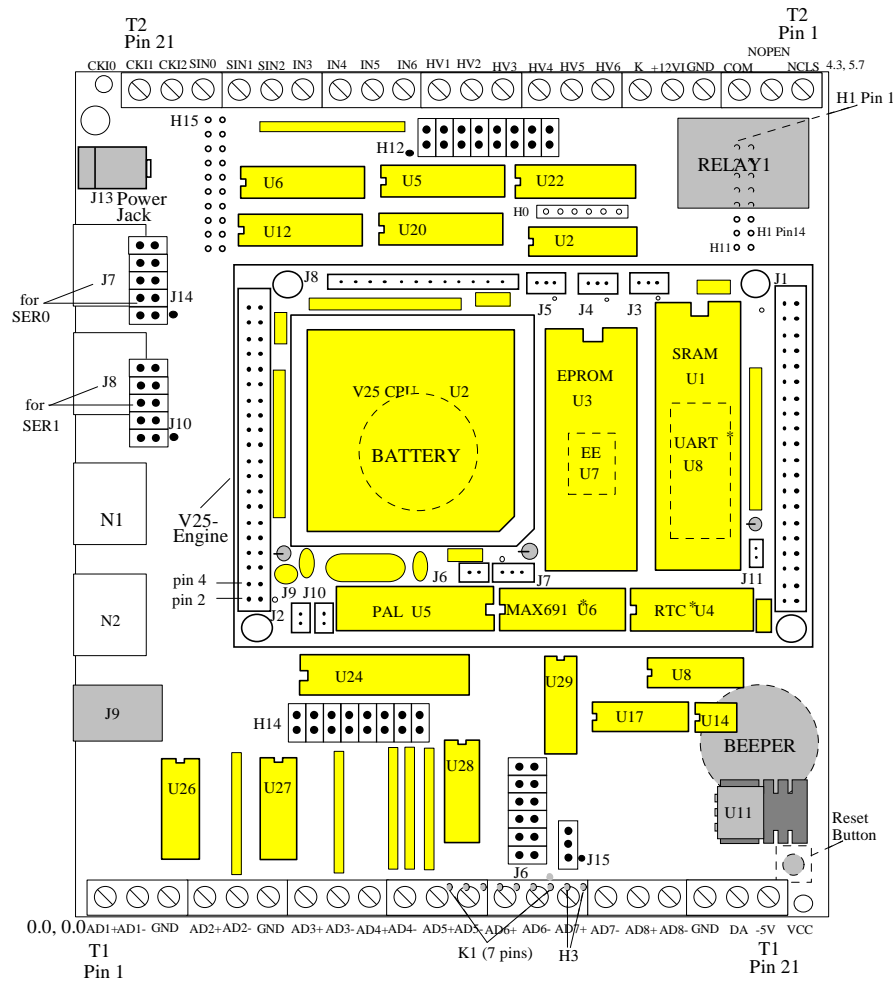 T2
Pin 21
T2
Pin 1
NOPEN
CKI0 CKI1 CKI2 SIN0 SIN1 SIN2 IN3 IN4 IN5 IN6 HV1 HV2 HV3 HV4 HV5 HV6 K +12VI GND COM NCLS 4.3, 5.7
H1 Pin 1
H15
H12
RELAY1
J13
Power
Jack
U6
U5
U22
H0
U12
U20
U2
H1 Pin14
H11
J7
J14
for
SER0
J8
J5
J4
J3
J1
J8
J10
for
SER1
V25 CPU U2
EPROM
U3
SRAM
U1
BATTERY
EE
U7
UART *
U8
N1
V25-
Engine
pin 4
pin 2
J9
J10
J6
J7
J11
J2
PAL U5
MAX691 * U6
RTC * U4
N2
U24
U29
U8
J9
H14
U17
U14
BEEPER
U26
U27
U28
U11
Reset
Button
J15
J6
0.0, 0.0 AD1+ AD1- GND AD2+ AD2- GND AD3+ AD3- AD4+ AD4- AD5+ AD5- AD6+ AD6- AD7+ AD7- AD8+ AD8- GND DA -5V VCC
T1
Pin 1
K1 (7 pins)
H3
T1
Pin 21